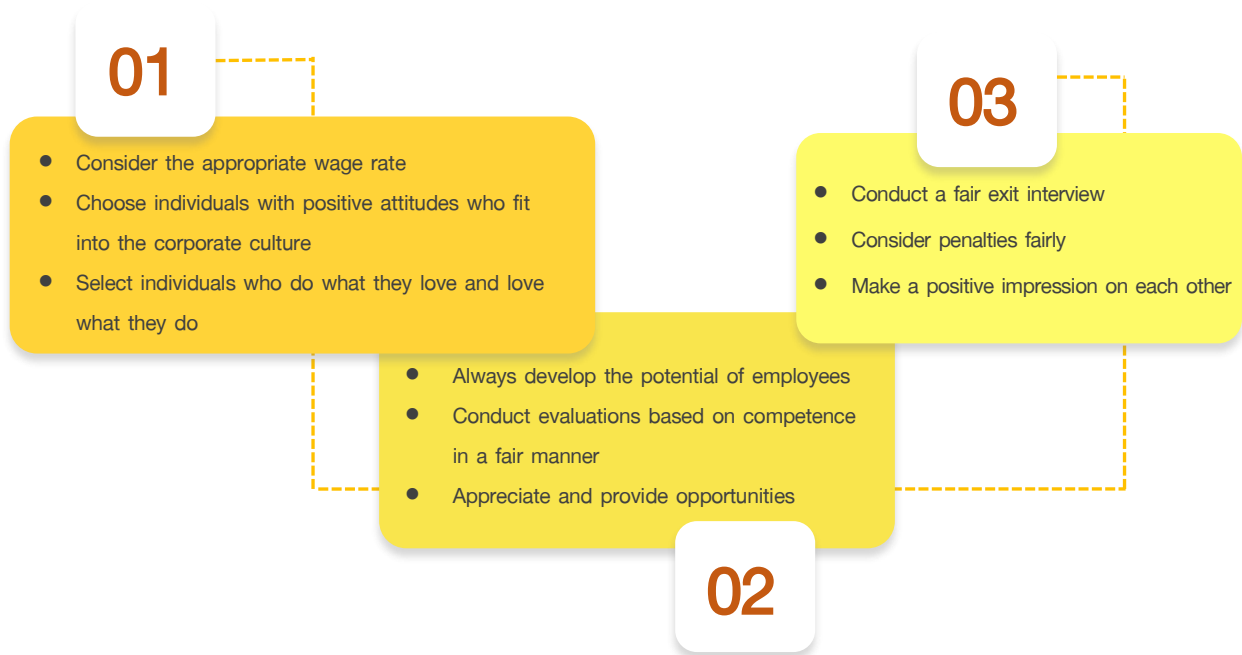 01
● Consider the appropriate wage rate
● Choose individuals with positive attitudes who fit
into the corporate culture
● Select individuals who do what they love and love
what they do
● Always develop the potential of employees
● Conduct evaluations based on competence
in a fair manner
● Appreciate and provide opportunities
02
03
● Conduct a fair exit interview
● Consider penalties fairly
● Make a positive impression on each other